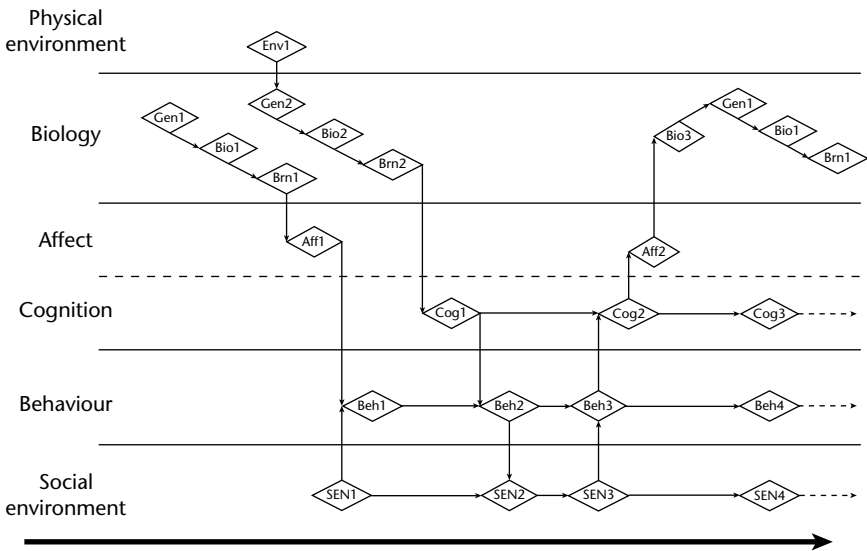 Physical
environment
Env1
Biology
Gen1
Bio1
Brn1
Gen2
Bio2
Brn2
Bio3
Gen1
Bio1
Brn1
Affect
Aff1
Aff2
Cognition
Cog1
Cog2
Cog3
Behaviour
Beh1
Beh2
Beh3
Beh4
Social
environment
SEN1
SEN2
SEN3
SEN4